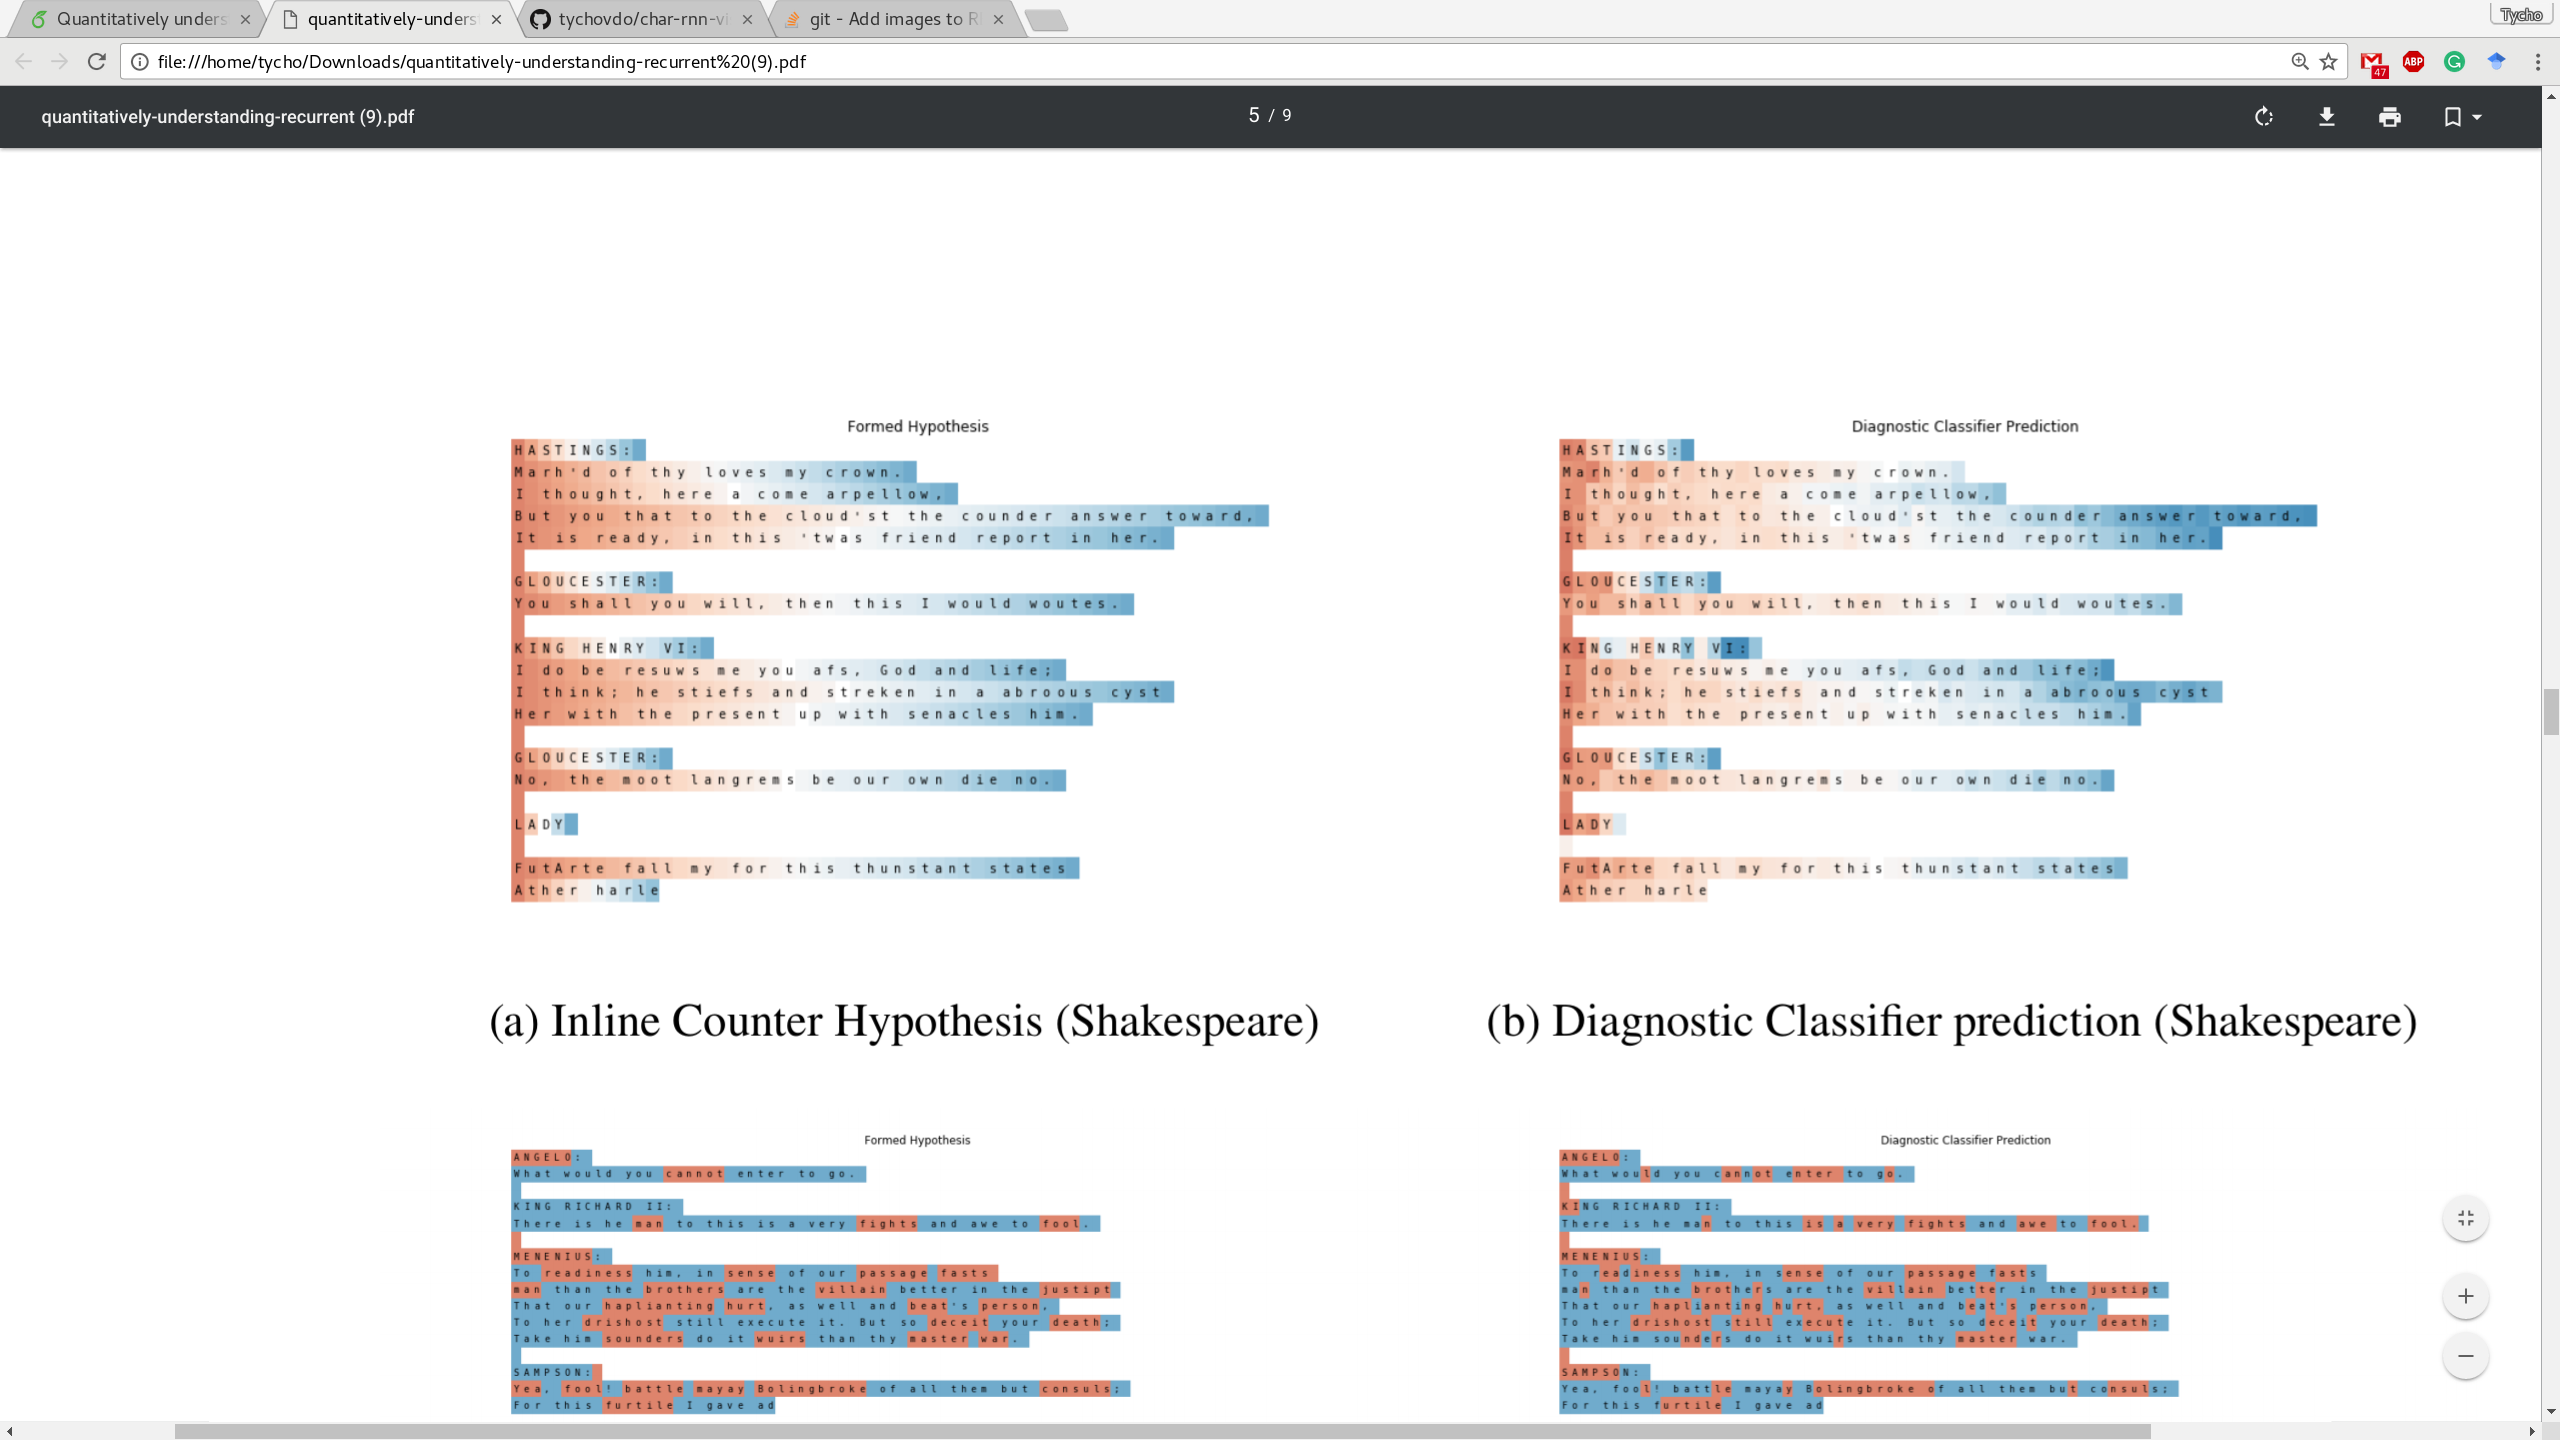 Quantitatively unders
quantitatively-unders
tychovdo/char-rnn-vi
git - Add images to R
Tycho
file:///home/tycho/Downloads/quantitatively-understanding-recurrent%20(9).pdf
47
ABP
quantitatively-understanding-recurrent (9).pdf
5 / 9
Formed Hypothesis
HASTINGS:
Marh'd of thy loves my crown.
I thought, here a come arpellow,
But you that to the cloud'st the counder answer toward,
It is ready, in this 'twas friend report in her.
GLOUCESTER:
You shall you will, then this I would woutes.
KING HENRY VI:
I do be resuws me you afs, God and life;
I think; he stiefs and streken in a abroous cyst
Her with the present up with senacles him.
GLOUCESTER:
No, the moot langrems be our own die no.
LADY
FutArte fall my for this thunstant states
Ather harle
Diagnostic Classifier Prediction
HASTINGS:
Marh'd of thy loves my crown.
I thought, here a come arpellow,
But you that to the cloud'st the counder answer toward,
It is ready, in this 'twas friend report in her.
GLOUCESTER:
You shall you will, then this I would woutes.
KING HENRY VI:
I do be resuws me you afs, God and life;
I think; he stiefs and streken in a abroous cyst
Her with the present up with senacles him.
GLOUCESTER:
No, the moot langrems be our own die no.
LADY
FutArte fall my for this thunstant states
Ather harle
(a) Inline Counter Hypothesis (Shakespeare)
(b) Diagnostic Classifier prediction (Shakespeare)
Formed Hypothesis
ANGELO:
What would you cannot enter to go.
KING RICHARD II:
There is he man to this is a very fights and awe to fool.
MENENIUS:
To readiness him, in sense of our passage fasts
man than the brothers are the villain better in the justipt
That our haplianting hurt, as well and beat's person,
To her drishost still execute it. But so deceit your death;
Take him sounders do it wuirs than thy master war.
SAMPSON:
Yea, fool! battle mayay Bolingbroke of all them but consuls;
For this furtile I gave ad
Diagnostic Classifier Prediction
ANGELO:
What would you cannot enter to go.
KING RICHARD II:
There is he man to this is a very fights and awe to fool.
MENENIUS:
To readiness him, in sense of our passage fasts
man than the brothers are the villain better in the justipt
That our haplianting hurt, as well and beat's person,
To her drishost still execute it. But so deceit your death;
Take him sounders do it wuirs than thy master war.
SAMPSON:
Yea, fool! battle mayay Bolingbroke of all them but consuls;
For this furtile I gave ad